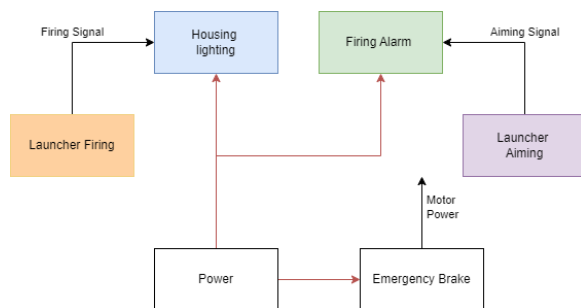 Firing Signal
Housing
lighting
Firing Alarm
Aiming Signal
Launcher Firing
Launcher
Aiming
Motor
Power
Power
Emergency Brake